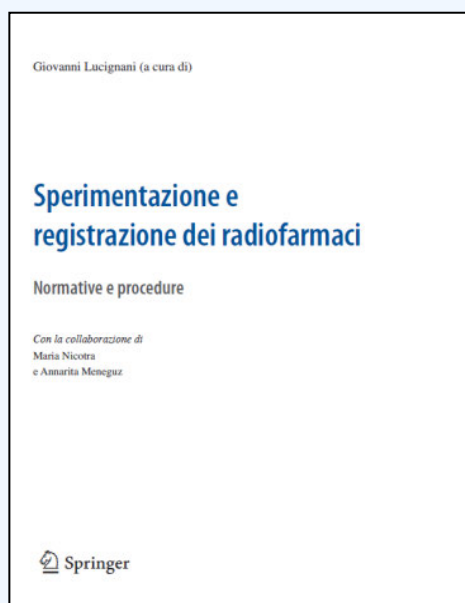 Giovanni Lucignani (a cura di)
Sperimentazione e
registrazione dei radiofarmaci
Normative e procedure
Con la collaborazione di
Maria Nicotra
e Annarita Meneguz
Springer